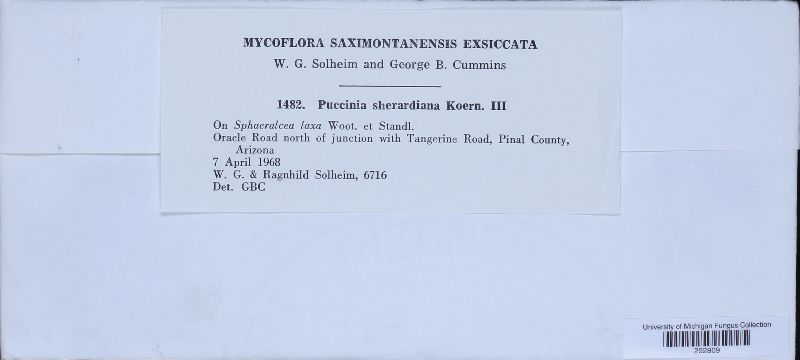 MYCOFLORA SAXIMONTANENSIS EXSICCATA
W. G. Solheim and George B. Cummins
1482. Puccinia sherardiana Koern. III
On Sphaeralcea laxa Woot. et Standl.
Oracle Road north of junction with Tangerine Road, Pinal County,
Arizona
7 April 1968
W. G. & Ragnhild Solheim, 6716
Det. GBC
University of Michigan Fungus Collection
292809